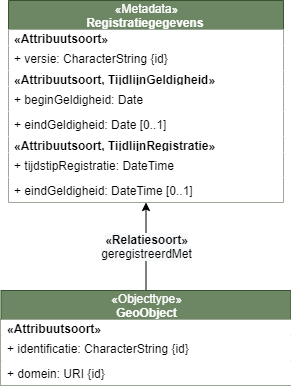 «Metadata»
Registratiegegevens
«Attribuutsoort»
+ versie: CharacterString {id}
«Attribuutsoort, TijdlijnGeldigheid»
+ beginGeldigheid: Date
+ eindGeldigheid: Date [0..1]
«Attribuutsoort, TijdlijnRegistratie»
+ tijdstipRegistratie: DateTime
+ eindGeldigheid: DateTime [0..1]
«Relatiesoort»
geregistreerdMet
«Objecttype»
GeoObject
«Attribuutsoort»
+ identificatie: CharacterString {id}
+ domein: URI {id}